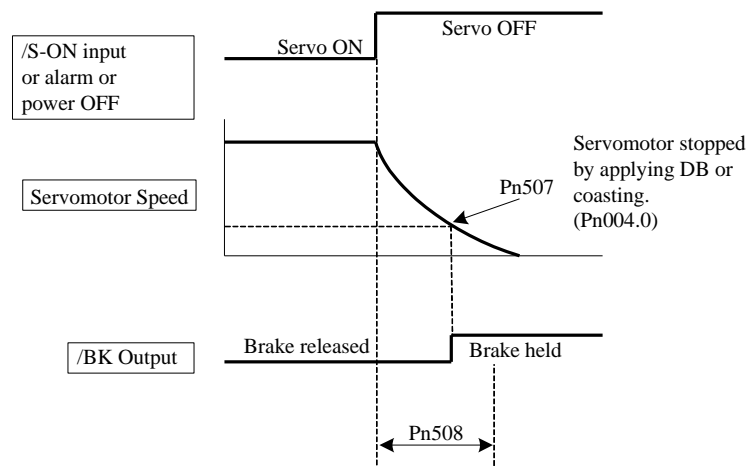 /S-ON input
or alarm or
power OFF
Servo ON
Servo OFF
Servomotor Speed
Pn507
Servomotor stopped
by applying DB or
coasting.
(Pn004.0)
/BK Output
Brake released
Brake held
Pn508